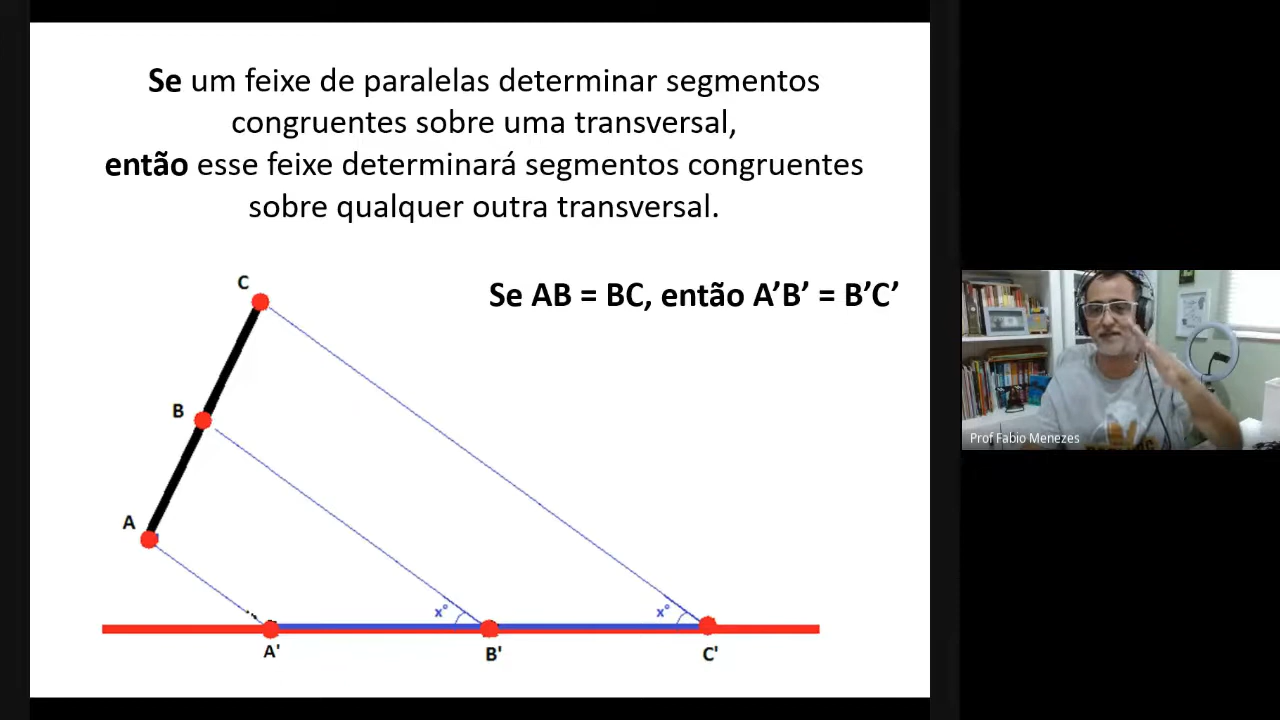 Se um feixe de paralelas determinar segmentos
congruentes sobre uma transversal,
então esse feixe determinará segmentos congruentes
sobre qualquer outra transversal.
Se AB = BC, então A’B’ = B’C’
C
B
A
x°
x°
A'
B'
C'
Prof Fabio Menezes